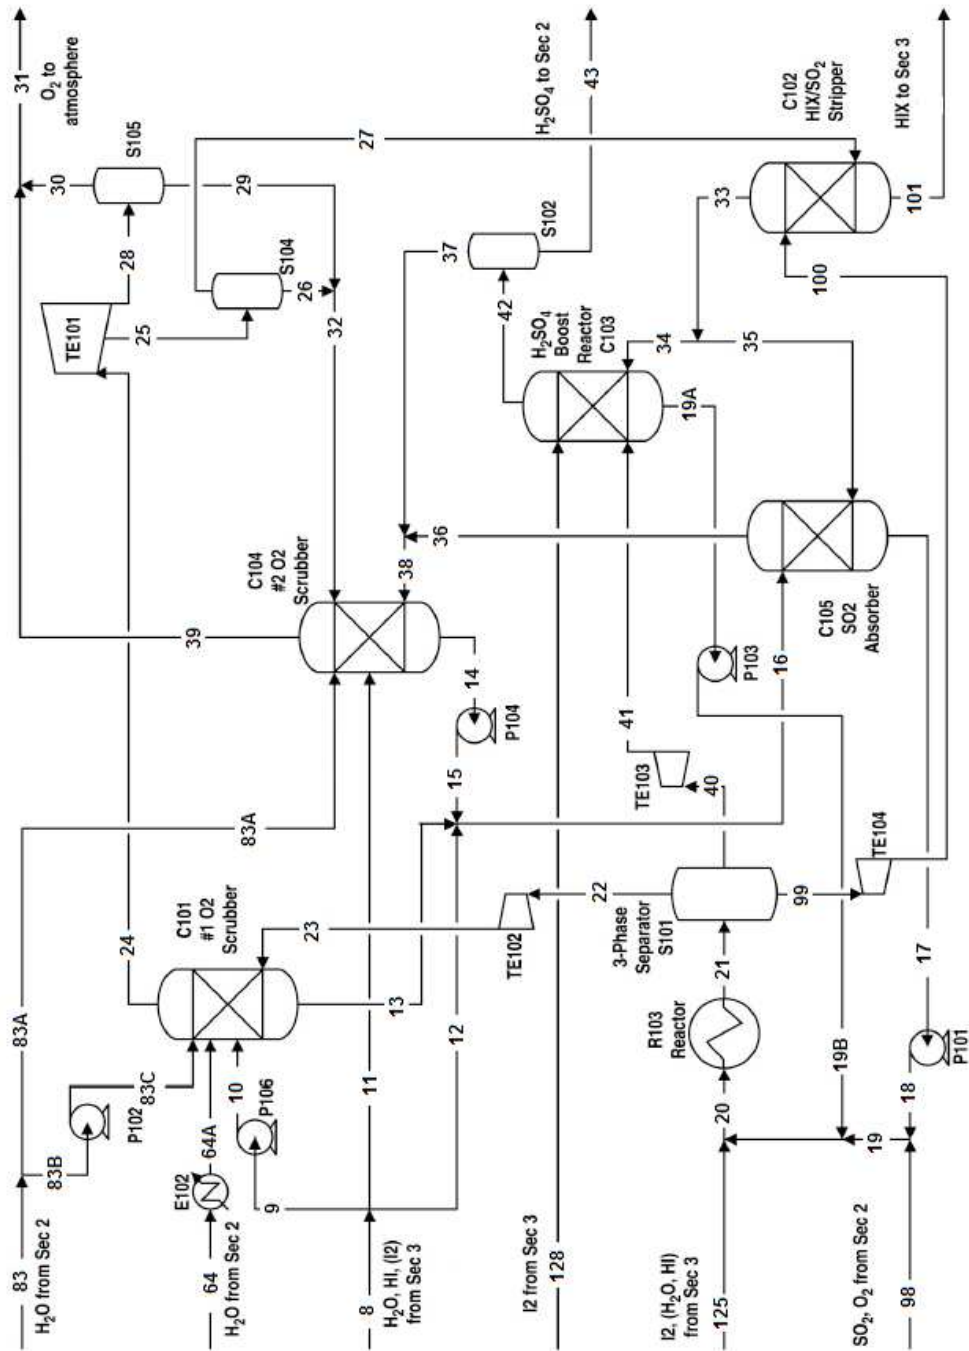 83
H₂O from Sec 2
83B
P102
83C
83A
83A
24
39
31
O₂ to
atmosphere
30
S105
28
29
TE101
25
S104
26
27
32
64
H₂O from Sec 2
E102
64A
10
P106
9
C101
#1 O2
Scrubber
23
13
C104
#2 O2
Scrubber
38
14
P104
15
8
H₂O, HI, (I2)
from Sec 3
11
12
37
S102
42
H₂SO₄ to Sec 2
43
H₂SO₄
Boost
Reactor
C103
I2 from Sec 3
128
TE102
22
3-Phase
Separator
S101
TE103
40
41
36
34
35
33
19A
P103
16
I2, (H₂O, HI)
from Sec 3
125
20
R103
Reactor
21
99
TE104
C105
SO2
Absorber
C102
HIX/SO₂
Stripper
100
101
HIX to Sec 3
19B
SO₂, O₂ from Sec 2
98
19
18
P101
17